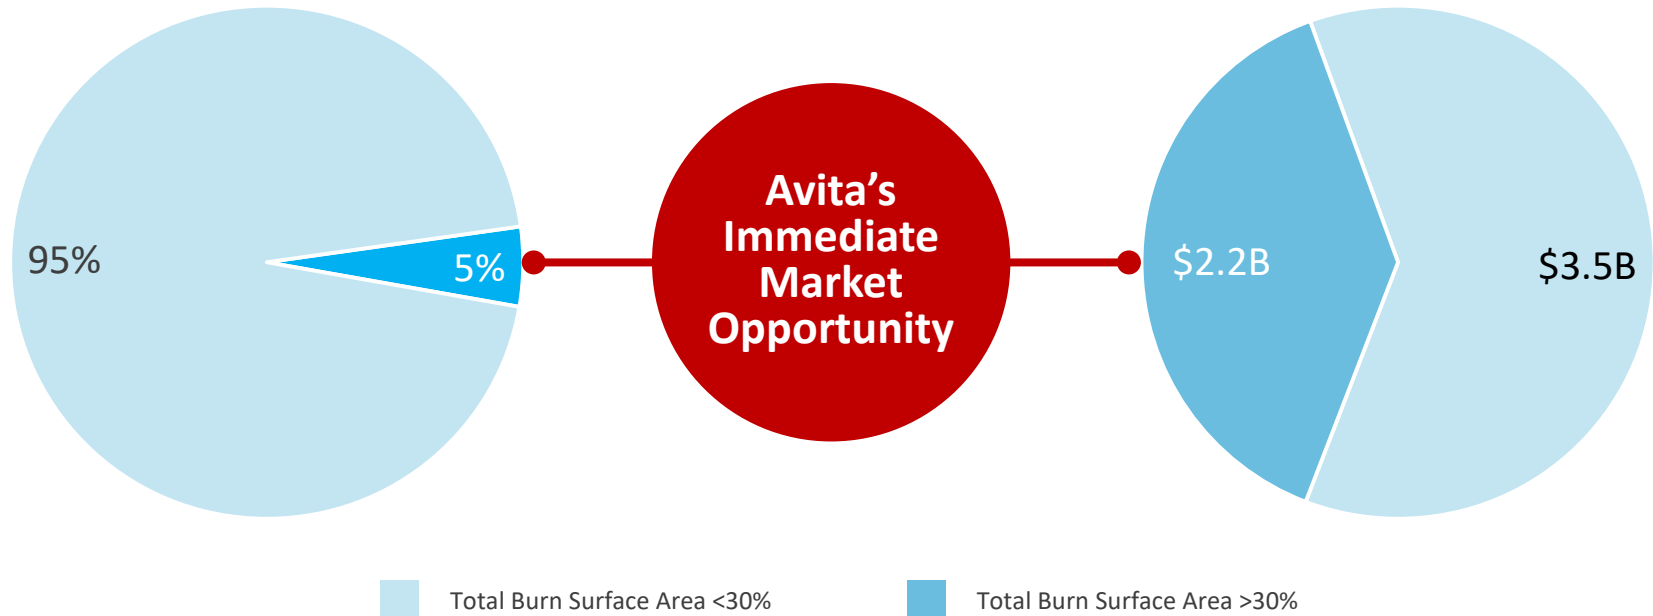 95%
5%
Avita’s
Immediate
Market
Opportunity
$2.2B
$3.5B
Total Burn Surface Area <30%
Total Burn Surface Area >30%